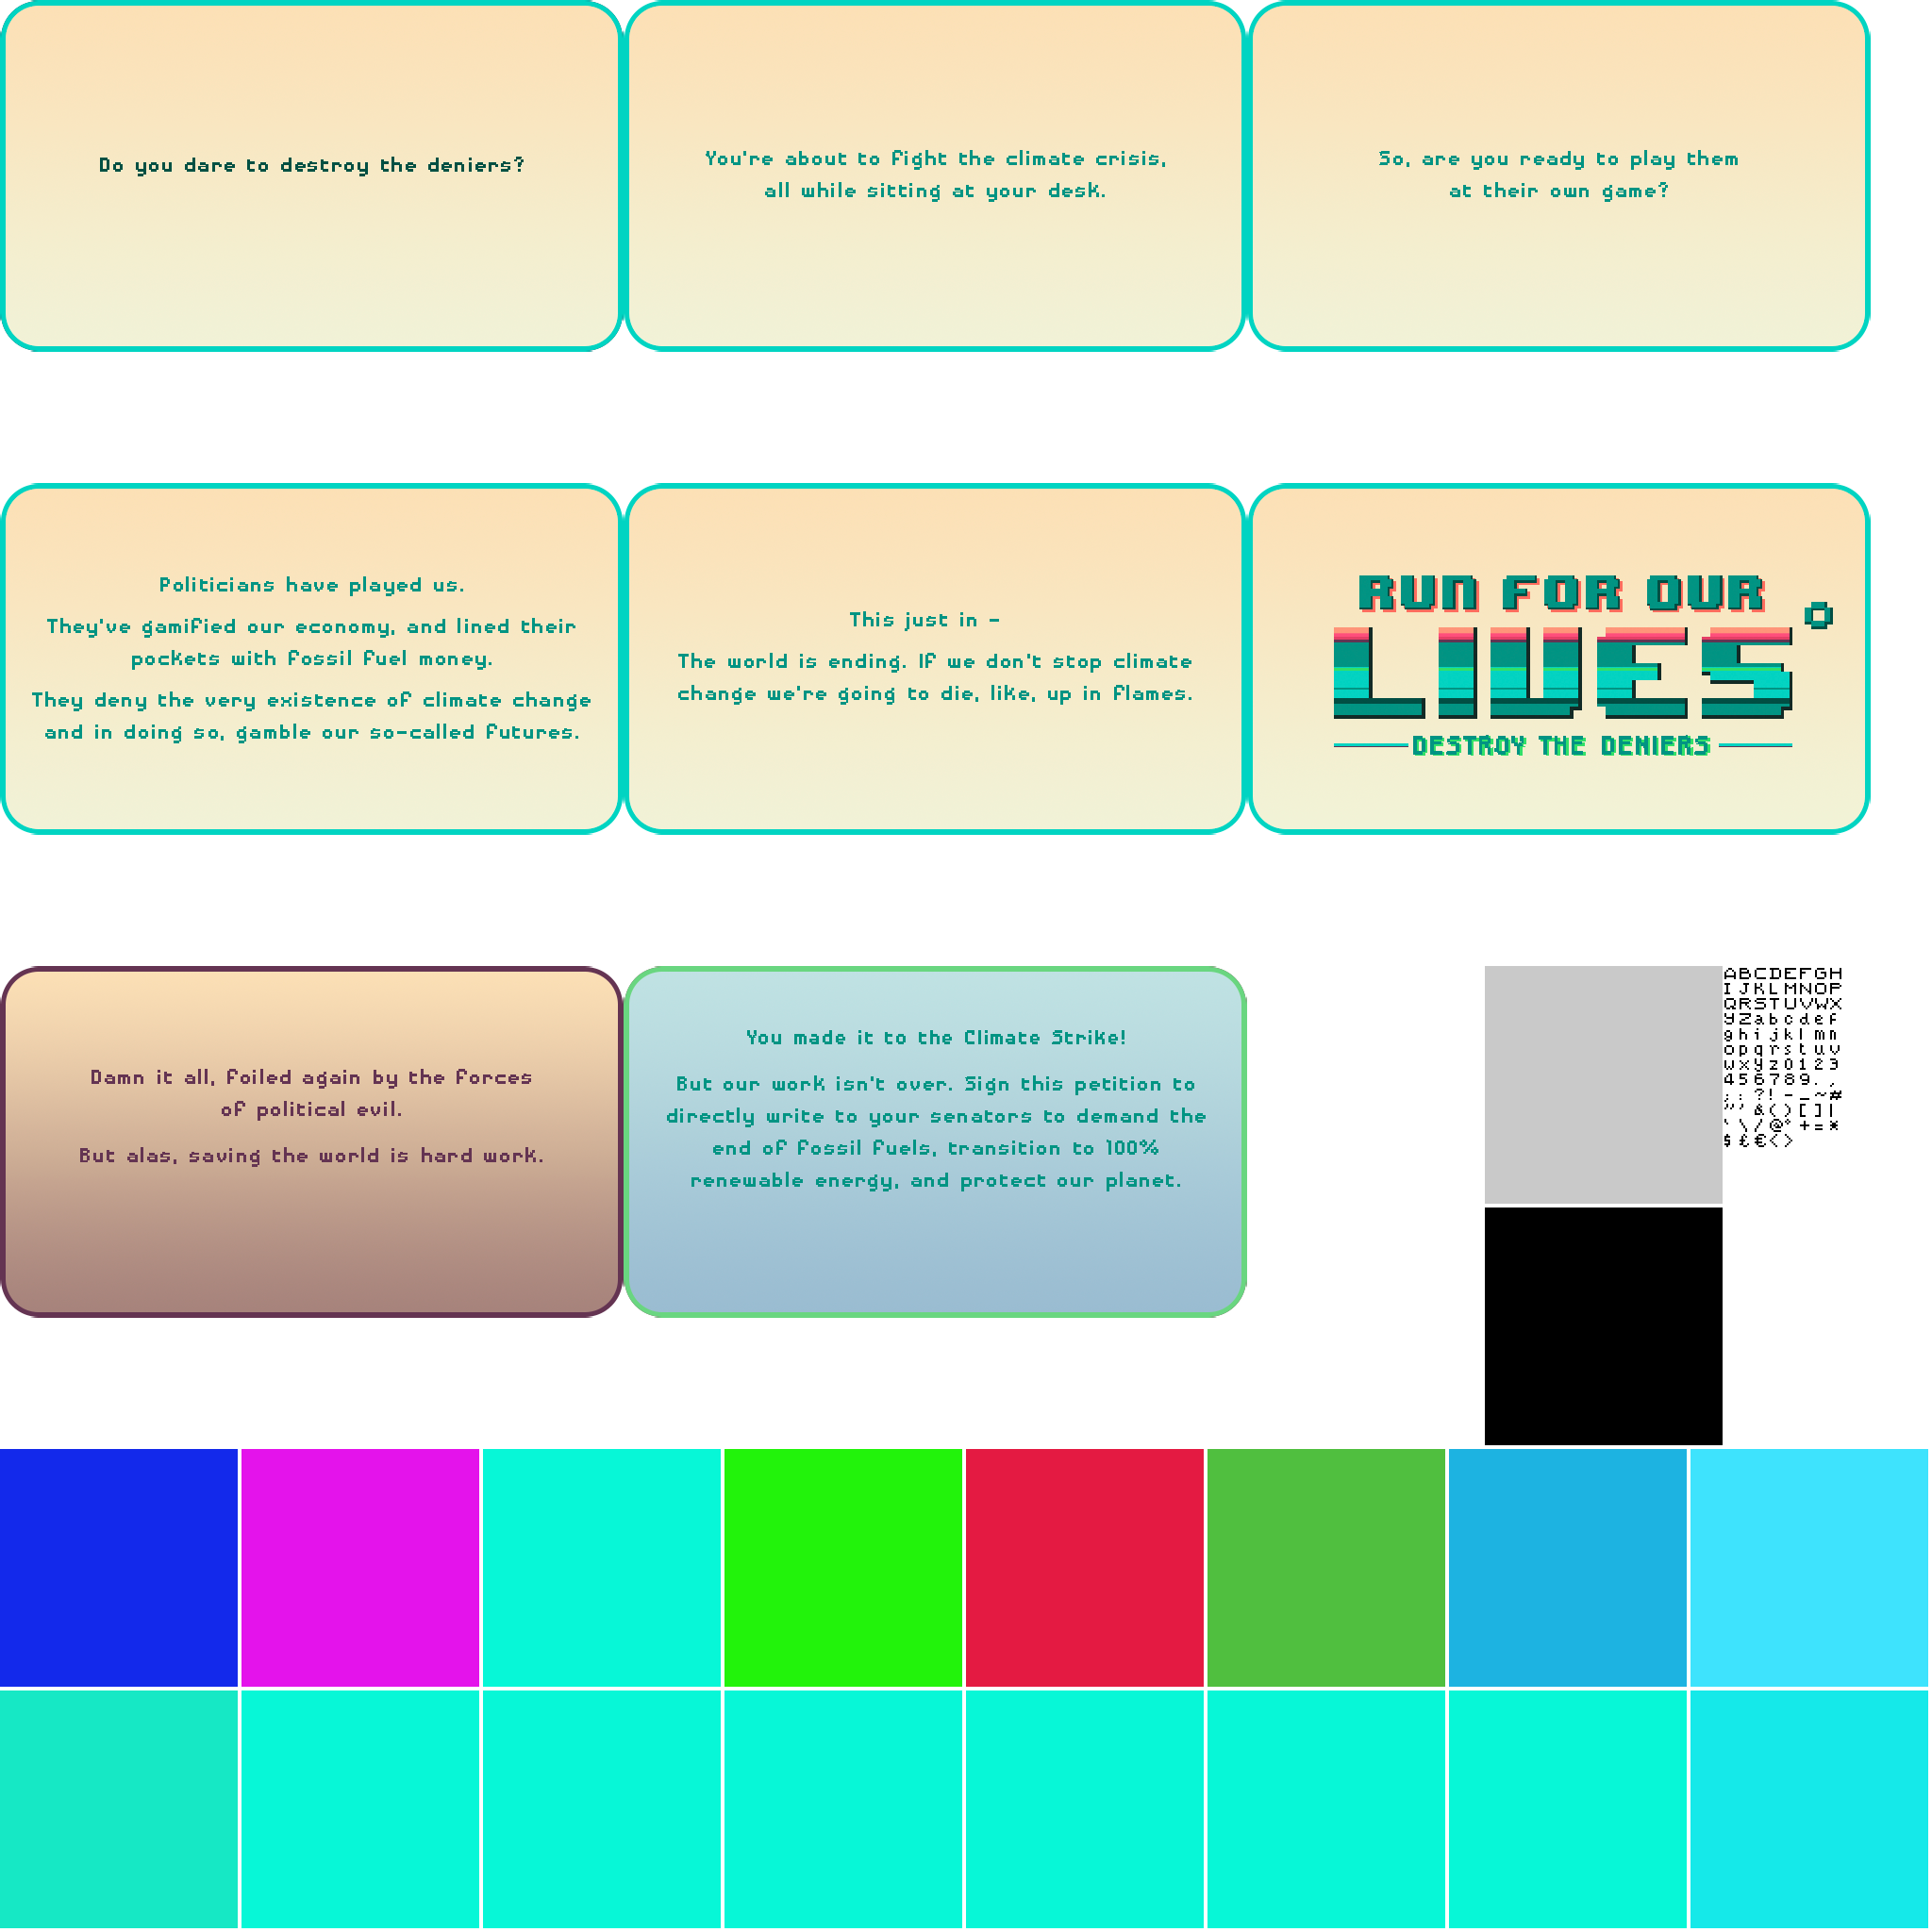 Do you dare to destroy the deniers?
You're about to fight the climate crisis,
all while sitting at your desk.
So, are you ready to play them
at their own game?
Politicians have played us.
They've gamified our economy, and lined their
pockets with fossil fuel money.
They deny the very existence of climate change
and in doing so, gamble our so-called futures.
This just in -
The world is ending. If we don't stop climate
change we're going to die, like, up in flames.
RUN FOR OUR
LIVES°
DESTROY THE DENIERS
Damn it all, foiled again by the forces
of political evil.
But alas, saving the world is hard work.
You made it to the Climate Strike!
But our work isn't over. Sign this petition to
directly write to your senators to demand the
end of fossil fuels, transition to 100%
renewable energy, and protect our planet.
ABCDEFGH
IJKLMNOP
QRSTUVWX
YZabcdef
ghijklmn
opqrstuv
wxyz0123
456789.,
;:?!-_~#
"'&()[]|
`\/@°+=*
$£€<>